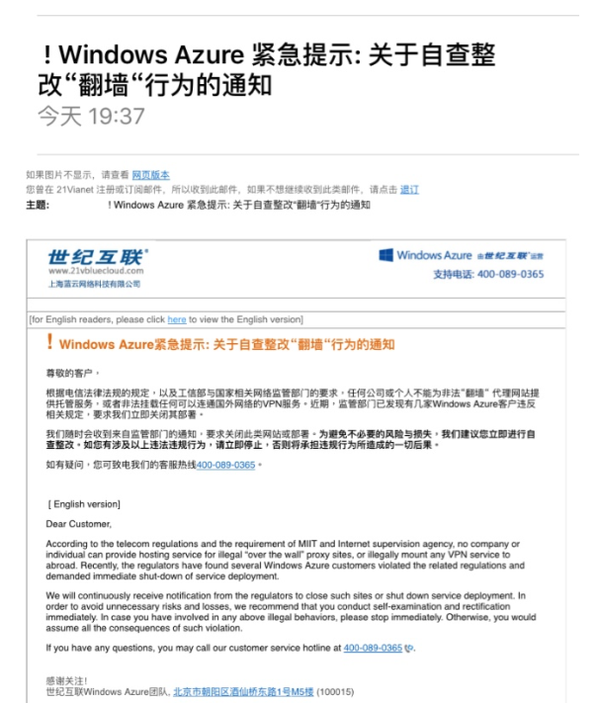 ！Windows Azure 紧急提示: 关于自查整
改“翻墙“行为的通知
今天 19:37
如果图片不显示，请查看 网页版本
您曾在 21Vianet 注册或订阅邮件，所以收到此邮件，如果不想继续收到此类邮件，请点击 退订
主题: ！Windows Azure 紧急提示: 关于自查整改“翻墙“行为的通知
世纪互联
www.21vbluecloud.com
上海蓝云网络科技有限公司
Windows Azure 由世纪互联运营
支持电话: 400-089-0365
[for English readers, please click here to view the English version]
！Windows Azure紧急提示: 关于自查整改“翻墙“行为的通知
尊敬的客户，
根据电信法律法规的规定，以及工信部与国家相关网络监管部门的要求，任何公司或个人不能为非法“翻墙” 代理网站提
供托管服务，或者非法挂载任何可以连通国外网络的VPN服务。近期，监管部门已发现有几家Windows Azure客户违反
相关规定，要求我们立即关闭其部署。
我们随时会收到来自监管部门的通知，要求关闭此类网站或部署。为避免不必要的风险与损失，我们建议您立即进行自
查整改。如您有涉及以上违法违规行为，请立即停止，否则将承担违规行为所造成的一切后果。
如有疑问，您可致电我们的客服热线400-089-0365。
[ English version]
Dear Customer,
According to the telecom regulations and the requirement of MIIT and Internet supervision agency, no company or
individual can provide hosting service for illegal “over the wall” proxy sites, or illegally mount any VPN service to
abroad. Recently, the regulators have found several Windows Azure customers violated the related regulations and
demanded immediate shut-down of service deployment.
We will continuously receive notification from the regulators to close such sites or shut down service deployment. In
order to avoid unnecessary risks and losses, we recommend that you conduct self-examination and rectification
immediately. In case you have involved in any above illegal behaviors, please stop immediately. Otherwise, you would
assume all the consequences of such violation.
If you have any questions, you may call our customer service hotline at 400-089-0365.
感谢关注!
世纪互联Windows Azure团队, 北京市朝阳区酒仙桥东路1号M5楼 (100015)